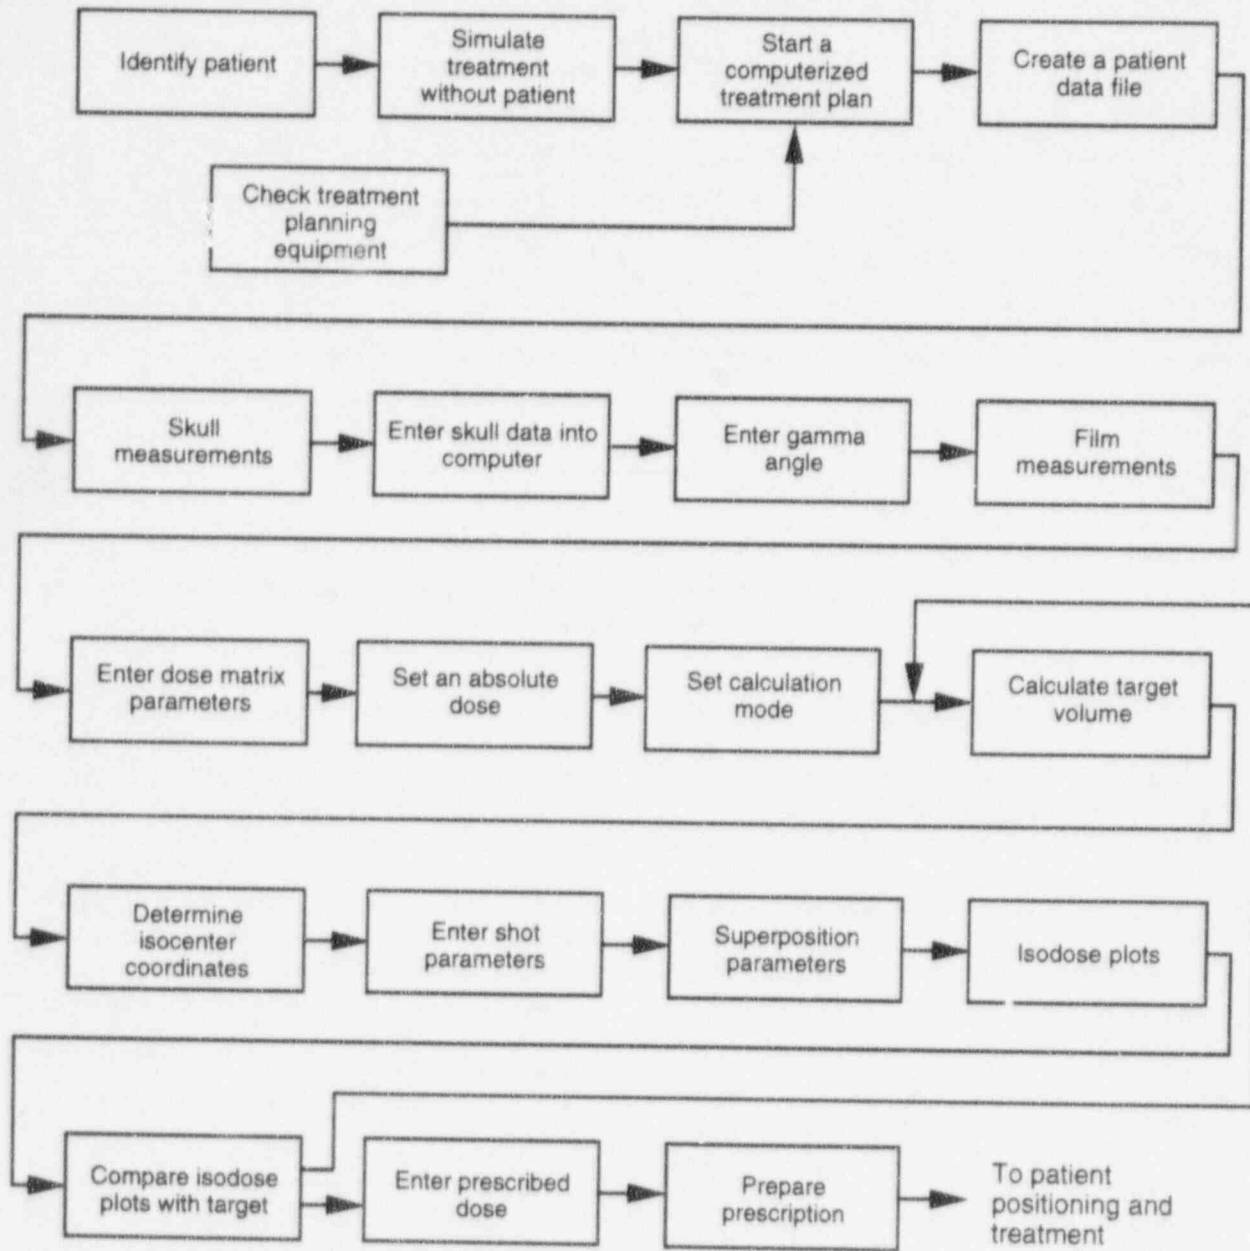 Identify patient
Simulate
treatment
without patient
Start a
computerized
treatment plan
Create a patient
data file
Check treatment
planning
equipment
Skull
measurements
Enter skull data into
computer
Enter gamma
angle
Film
measurements
Enter dose matrix
parameters
Set an absolute
dose
Set calculation
mode
Calculate target
volume
Determine
isocenter
coordinates
Enter shot
parameters
Superposition
parameters
Isodose plots
Compare isodose
plots with target
Enter prescribed
dose
Prepare
prescription
To patient
positioning and
treatment